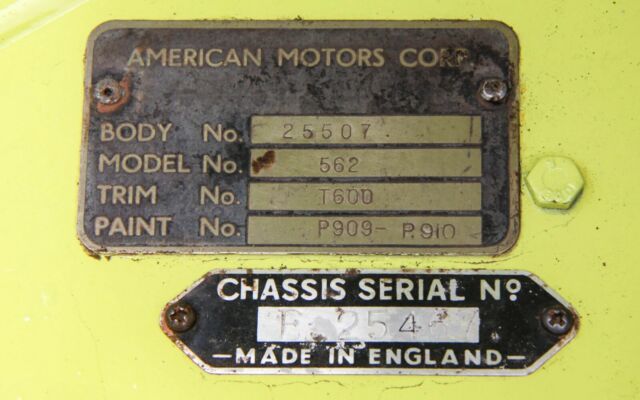 AMERICAN MOTORS CORP.
BODY No. 25507
MODEL No. 562
TRIM No. T600
PAINT No. P909-P.910
CHASSIS SERIAL Nº
MADE IN ENGLAND